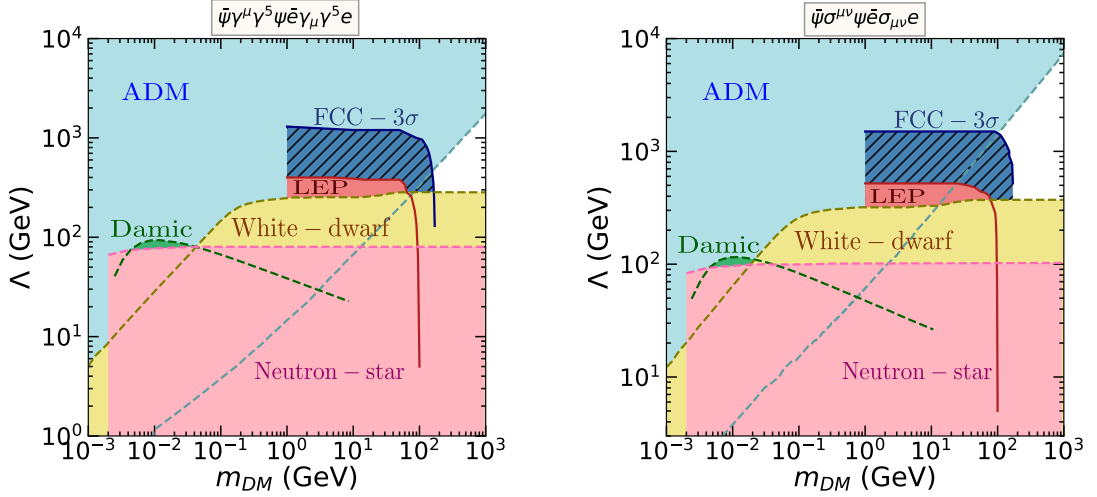 ψ̄γ^μγ^5ψēγ_μγ^5e
10^4
10^3
10^2
10^1
10^0
Λ (GeV)
ADM
FCC − 3σ
LEP
Damic
White − dwarf
Neutron − star
10^−3 10^−2 10^−1 10^0 10^1 10^2 10^3
m_DM (GeV)
ψ̄σ^μνψēσ_μνe
10^4
10^3
10^2
10^1
Λ (GeV)
ADM
FCC − 3σ
LEP
White − dwarf
Damic
Neutron − star
10^−3 10^−2 10^−1 10^0 10^1 10^2 10^3
m_DM (GeV)